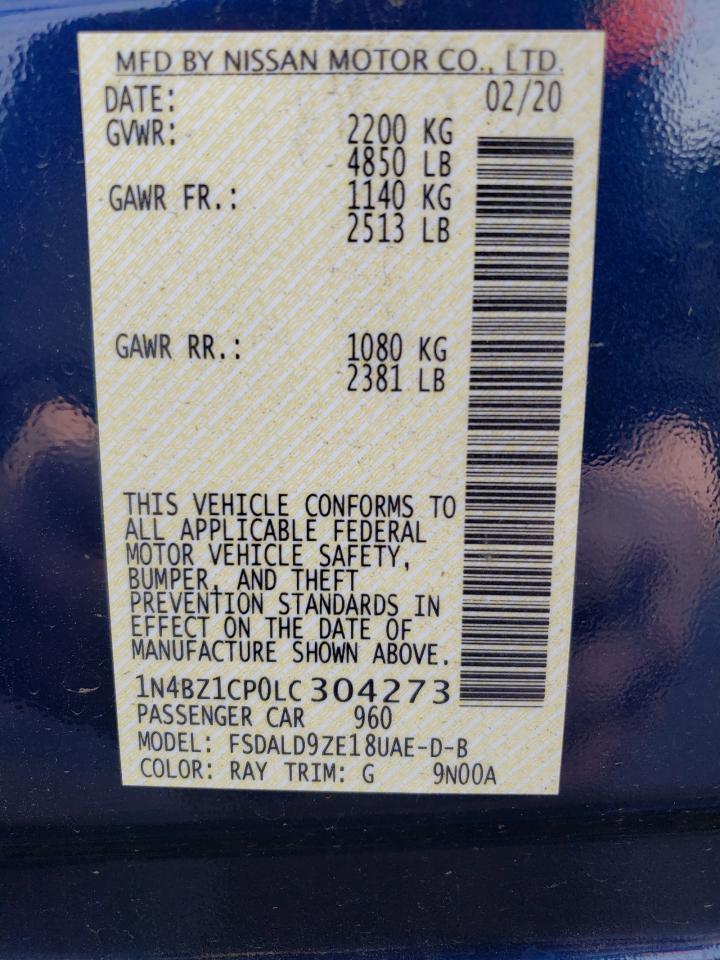 MFD BY NISSAN MOTOR CO., LTD.
DATE: 02/20
GVWR: 2200 KG
4850 LB
GAWR FR.: 1140 KG
2513 LB
GAWR RR.: 1080 KG
2381 LB
THIS VEHICLE CONFORMS TO
ALL APPLICABLE FEDERAL
MOTOR VEHICLE SAFETY,
BUMPER, AND THEFT
PREVENTION STANDARDS IN
EFFECT ON THE DATE OF
MANUFACTURE SHOWN ABOVE.
1N4BZ1CP0LC304273
PASSENGER CAR 960
MODEL: FSDALD9ZE18UAE-D-B
COLOR: RAY TRIM: G 9N00A